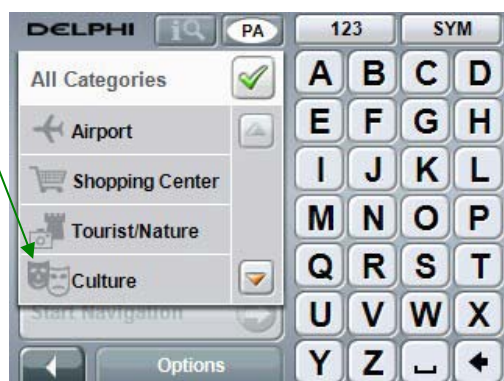 DELPHI PA 123 SYM
All Categories
Airport
Shopping Center
Tourist/Nature
Culture
Start Navigation
Options
A B C D
E F G H
I J K L
M N O P
Q R S T
U V W X
Y Z